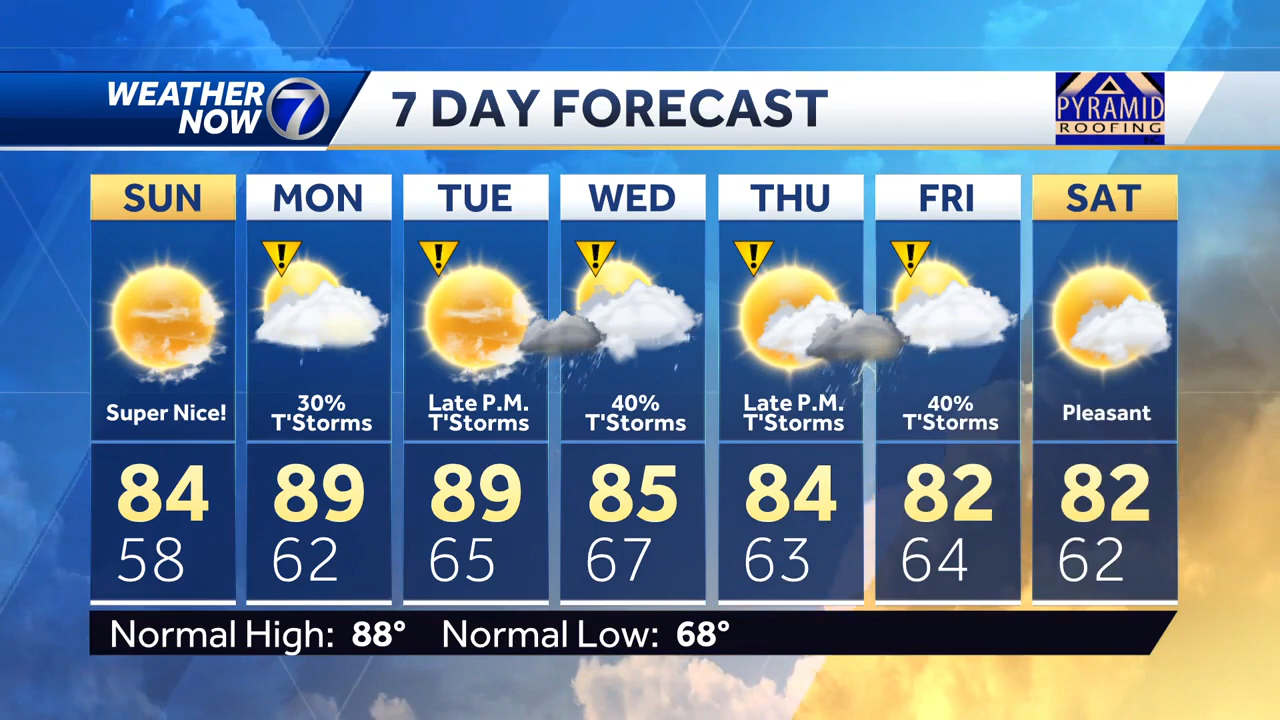 WEATHER
NOW 7
7 DAY FORECAST
PYRAMID
ROOFING
SUN MON TUE WED THU FRI SAT
! ! ! ! !
Super Nice!
30%
T'Storms
Late P.M.
T'Storms
40%
T'Storms
Late P.M.
T'Storms
40%
T'Storms
Pleasant
84 89 89 85 84 82 82
58 62 65 67 63 64 62
Normal High: 88° Normal Low: 68°